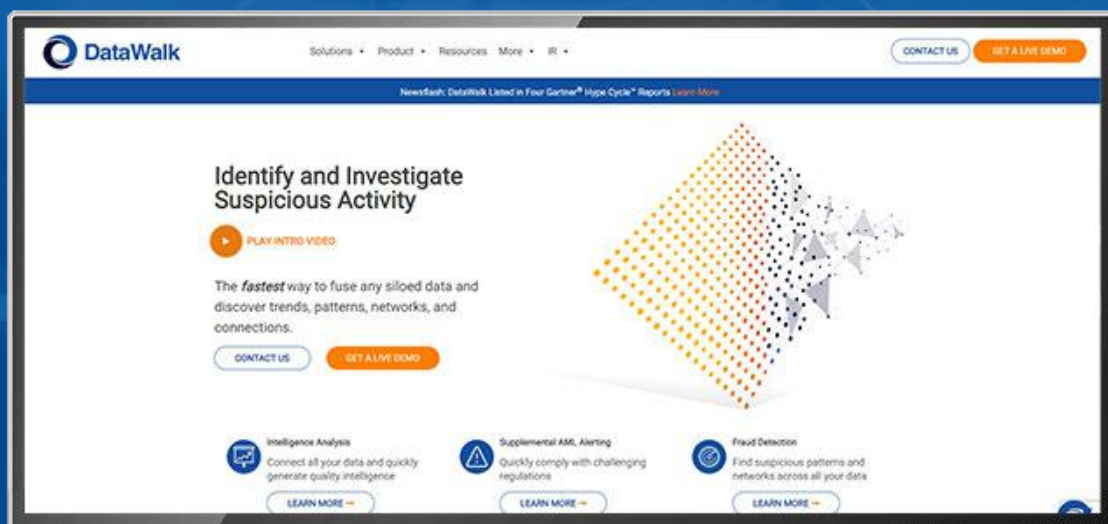 DataWalk
Solutions • Product • Resources More • IR •
CONTACT US
GET A LIVE DEMO
Newsflash: DataWalk Listed in Four Gartner® Hype Cycle™ Reports Learn More
Identify and Investigate
Suspicious Activity
PLAY INTRO VIDEO
The fastest way to fuse any siloed data and
discover trends, patterns, networks, and
connections.
CONTACT US
GET A LIVE DEMO
Intelligence Analysis
Connect all your data and quickly
generate quality intelligence
LEARN MORE →
Supplemental AML Alerting
Quickly comply with challenging
regulations
LEARN MORE →
Fraud Detection
Find suspicious patterns and
networks across all your data
LEARN MORE →